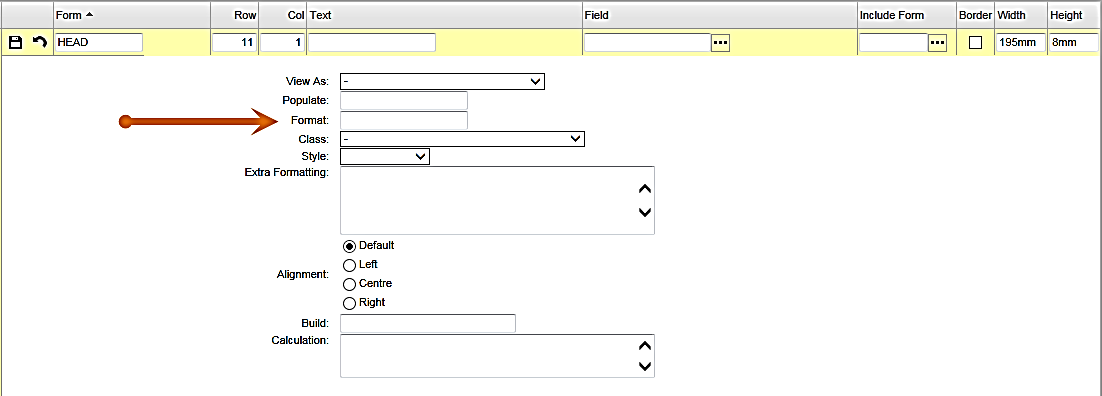 Form Row Col Text Field Include Form Border Width Height
HEAD 11 1 195mm 8mm
View As: -
Populate:
Format:
Class: -
Style:
Extra Formatting:
Default
Left
Alignment:
Centre
Right
Build:
Calculation: